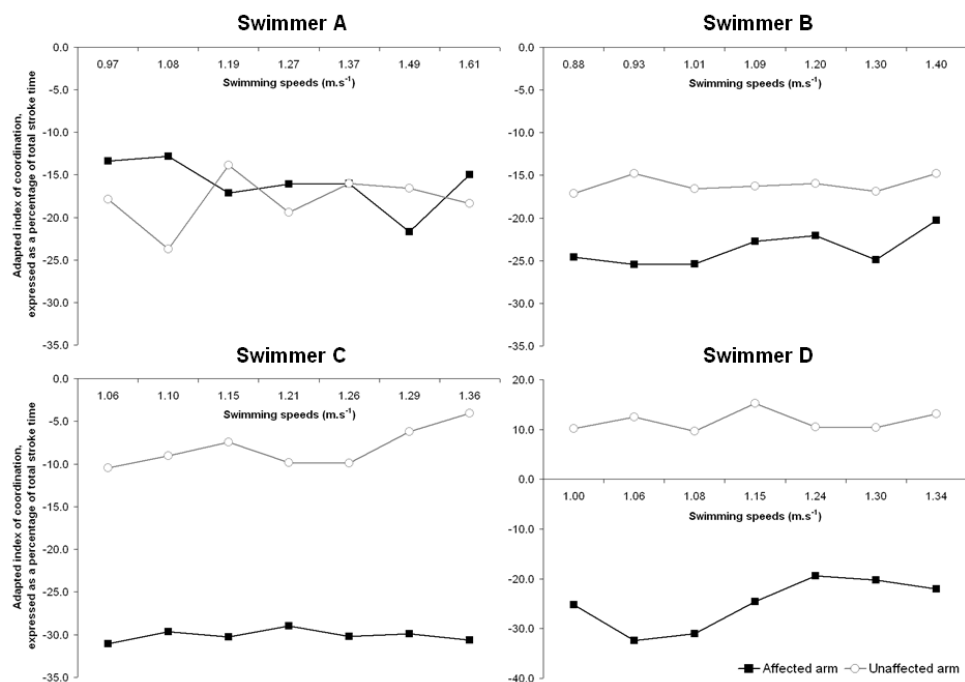 Swimmer A
0.0
-5.0
-10.0
-15.0
-20.0
-25.0
-30.0
-35.0
0.97 1.08 1.19 1.27 1.37 1.49 1.61
Swimming speeds (m.s⁻¹)
Adapted index of coordination,
expressed as a percentage of total stroke time
Swimmer B
0.0
-5.0
-10.0
-15.0
-20.0
-25.0
-30.0
-35.0
0.88 0.93 1.01 1.09 1.20 1.30 1.40
Swimming speeds (m.s⁻¹)
Swimmer C
0.0
-5.0
-10.0
-15.0
-20.0
-25.0
-30.0
-35.0
1.06 1.10 1.15 1.21 1.26 1.29 1.36
Swimming speeds (m.s⁻¹)
Adapted index of coordination,
expressed as a percentage of total stroke time
Swimmer D
20.0
10.0
0.0
-10.0
-20.0
-30.0
-40.0
1.00 1.06 1.08 1.15 1.24 1.30 1.34
Swimming speeds (m.s⁻¹)
Affected arm Unaffected arm